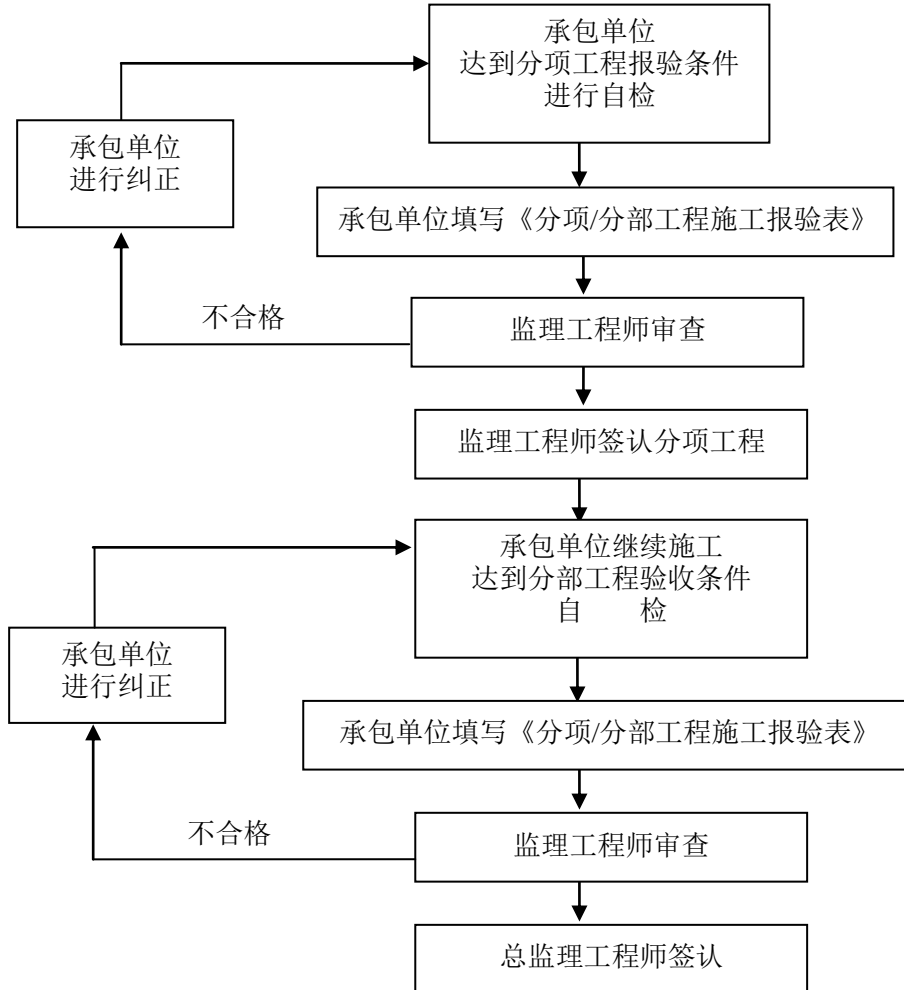 承包单位
达到分项工程报验条件
进行自检
承包单位
进行纠正
承包单位填写《分项/分部工程施工报验表》
不合格
监理工程师审查
监理工程师签认分项工程
承包单位继续施工
达到分部工程验收条件
自 检
承包单位
进行纠正
承包单位填写《分项/分部工程施工报验表》
不合格
监理工程师审查
总监理工程师签认